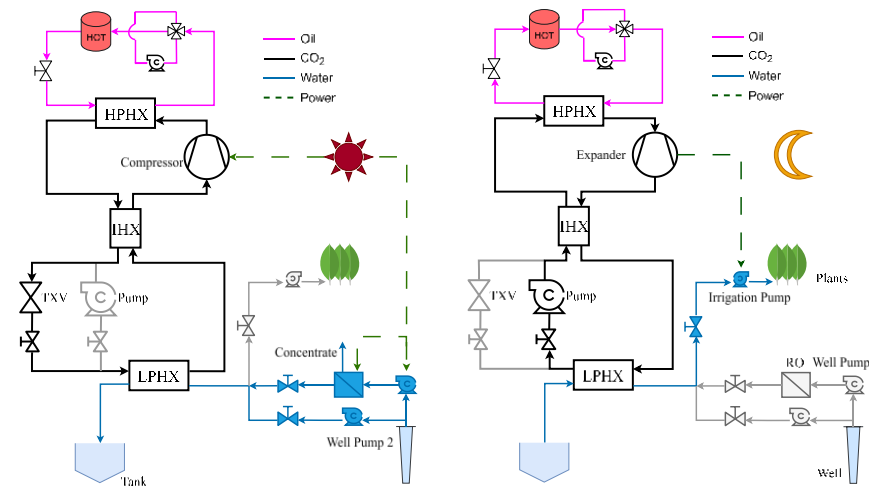 HOT
Oil
CO2
Water
Power
HPHX
Compressor
IHX
TXV
Pump
Concentrate
LPHX
Well Pump 2
Tank
HOT
Oil
CO2
Water
Power
HPHX
Expander
IHX
TXV
Pump
Plants
Irrigation Pump
RO
Well Pump
LPHX
Well
C
C
C
C
C
C
C
C
C
C
C
C